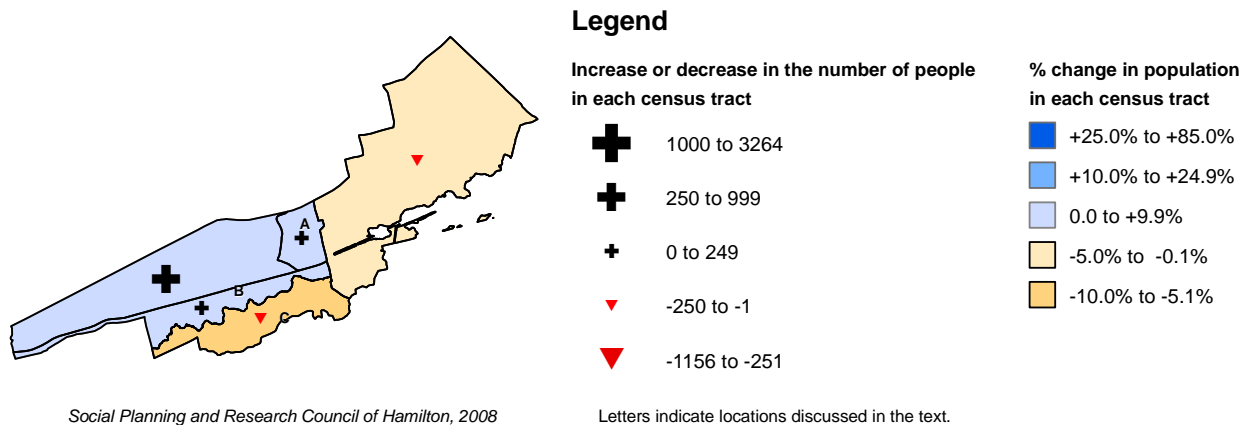 Legend
Increase or decrease in the number of people
in each census tract
1000 to 3264
250 to 999
0 to 249
-250 to -1
-1156 to -251
% change in population
in each census tract
+25.0% to +85.0%
+10.0% to +24.9%
0.0 to +9.9%
-5.0% to -0.1%
-10.0% to -5.1%
A
B
C
Social Planning and Research Council of Hamilton, 2008
Letters indicate locations discussed in the text.